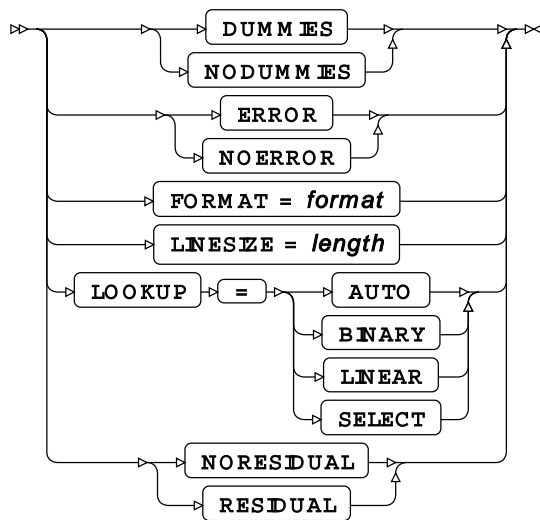 DUMMIES
NODUMMIES
ERROR
NOERROR
FORMAT = format
LINESIZE = length
LOOKUP = AUTO
BINARY
LINEAR
SELECT
NORESIDUAL
RESIDUAL